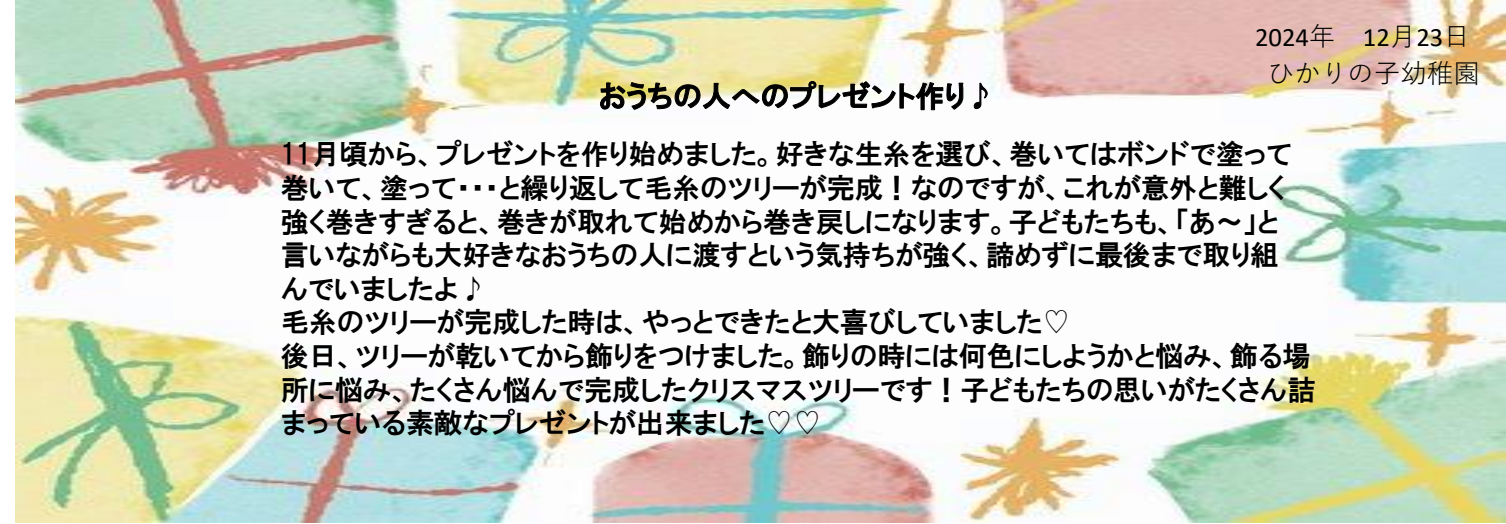 2024年　12月23日
ひかりの子幼稚園
おうちの人へのプレゼント作り♪
11月頃から、プレゼントを作り始めました。好きな生糸を選び、巻いてはボンドで塗って
巻いて、塗って・・・と繰り返して毛糸のツリーが完成！なのですが、これが意外と難しく
強く巻きすぎると、巻きが取れて始めから巻き戻しになります。子どもたちも、「あ～」と
言いながらも大好きなおうちの人に渡すという気持ちが強く、諦めずに最後まで取り組
んでいましたよ♪
毛糸のツリーが完成した時は、やっとできたと大喜びしていました♡
後日、ツリーが乾いてから飾りをつけました。飾りの時には何色にしようかと悩み、飾る場
所に悩み、たくさん悩んで完成したクリスマスツリーです！子どもたちの思いがたくさん詰
まっている素敵なプレゼントが出来ました♡♡